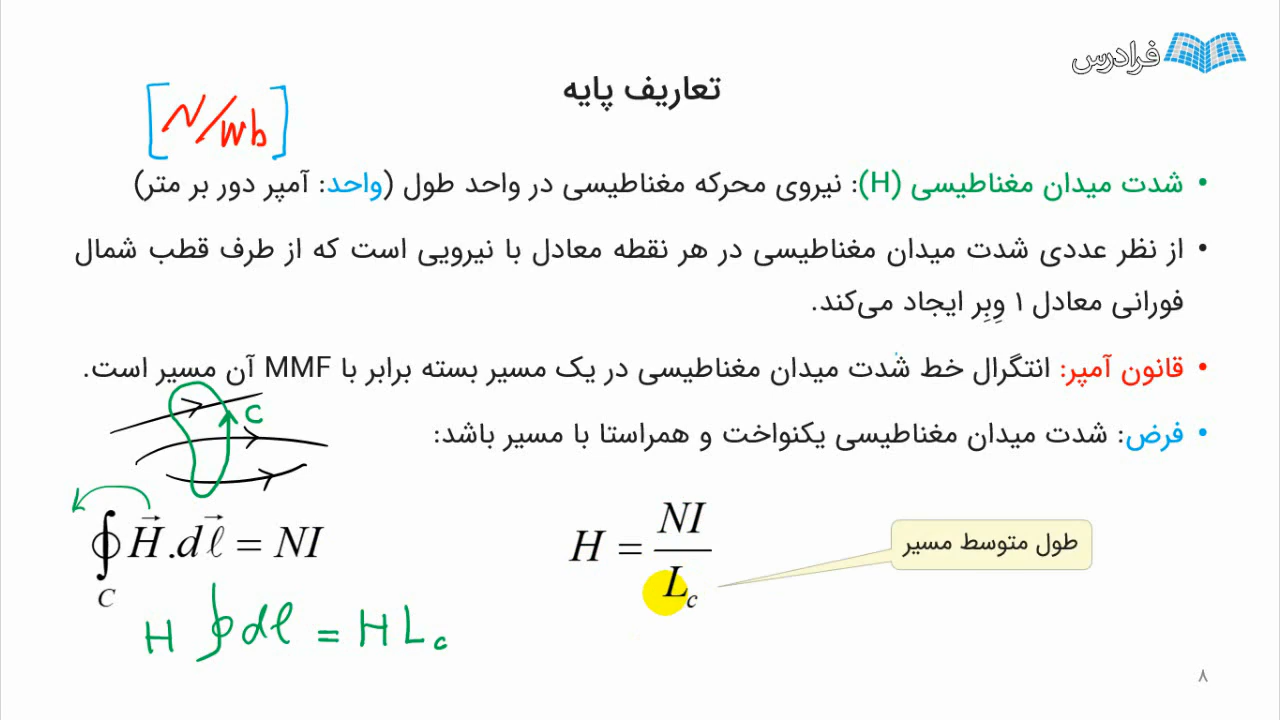 فرادرس
تعاریف پایه
[N/Wb]
• شدت میدان مغناطیسی (H): نیروی محرکه مغناطیسی در واحد طول (واحد: آمپر دور بر متر)
• از نظر عددی شدت میدان مغناطیسی در هر نقطه معادل با نیرویی است که از طرف قطب شمال
فورانی معادل ۱ وِبِر ایجاد می‌کند.
• قانون آمپر: انتگرال خط شدت میدان مغناطیسی در یک مسیر بسته برابر با MMF آن مسیر است.
• فرض: شدت میدان مغناطیسی یکنواخت و همراستا با مسیر باشد:
C
∮_C H⃗ . dℓ⃗ = NI
H = NI / L_c
طول متوسط مسیر
H ∮ dl = H L_c
۸